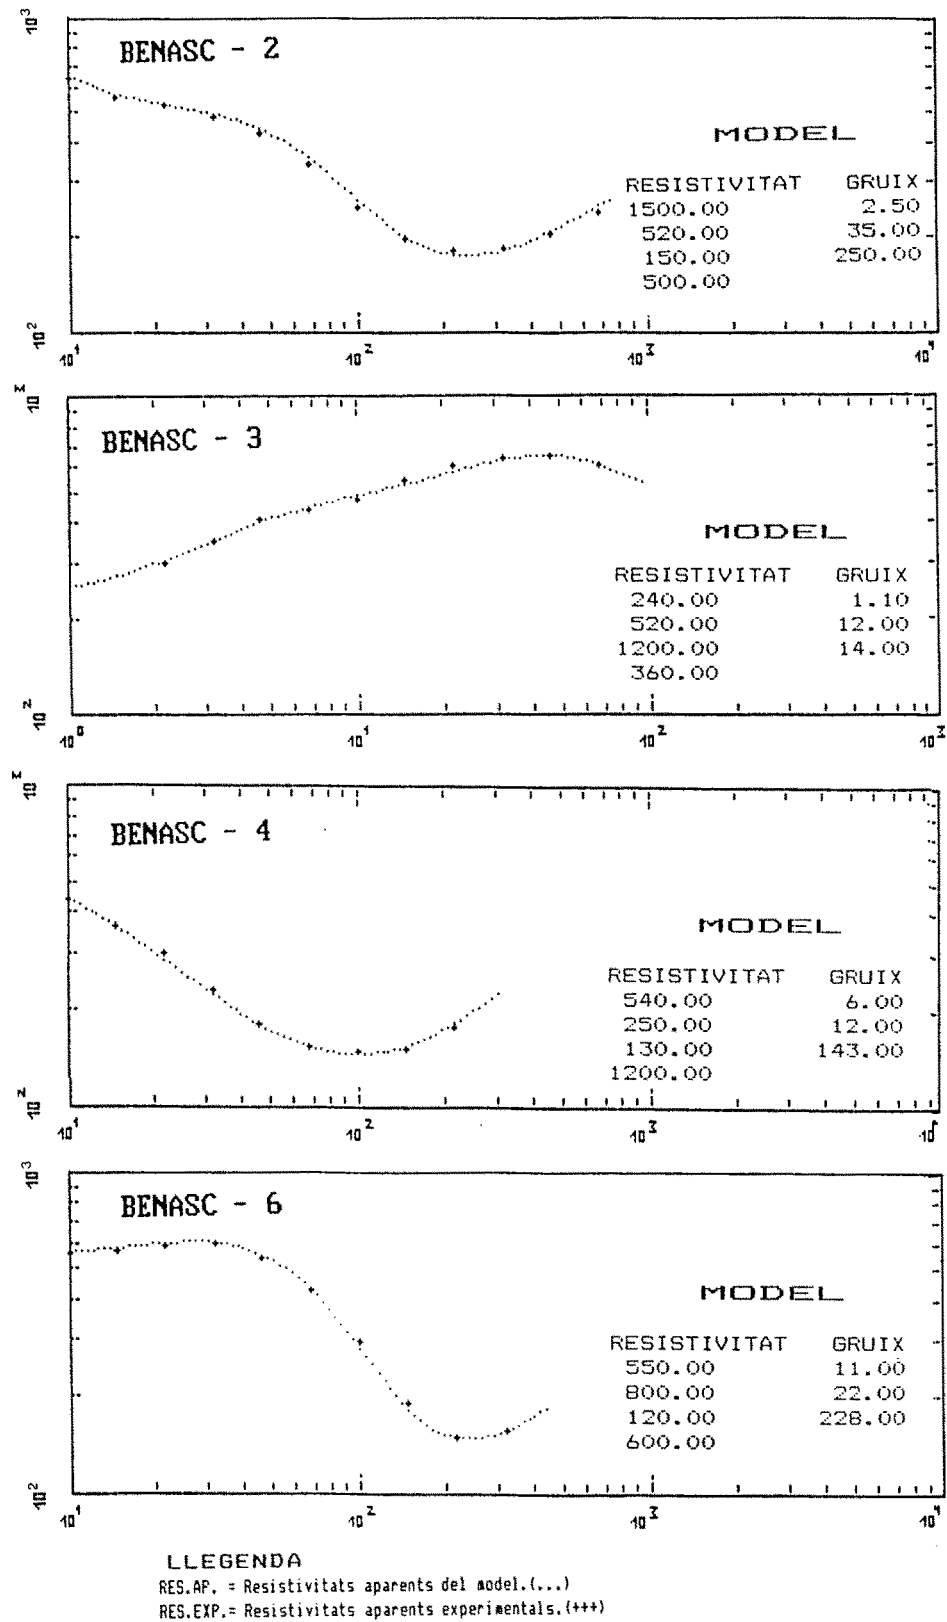 10³
BENASC - 2
MODEL
RESISTIVITAT GRUIX
1500.00 2.50
520.00 35.00
150.00 250.00
500.00
10²
10¹ 10² 10³ 10⁴
10³
BENASC - 3
MODEL
RESISTIVITAT GRUIX
240.00 1.10
520.00 12.00
1200.00 14.00
360.00
10²
10⁰ 10¹ 10² 10³
10³
BENASC - 4
MODEL
RESISTIVITAT GRUIX
540.00 6.00
250.00 12.00
130.00 143.00
1200.00
10²
10¹ 10² 10³
10³
BENASC - 6
MODEL
RESISTIVITAT GRUIX
550.00 11.00
800.00 22.00
120.00 228.00
600.00
10²
10¹ 10² 10³ 10⁴
LLEGENDA
RES.AP. = Resistivitats aparents del model.(...)
RES.EXP.= Resistivitats aparents experimentals.(+++)